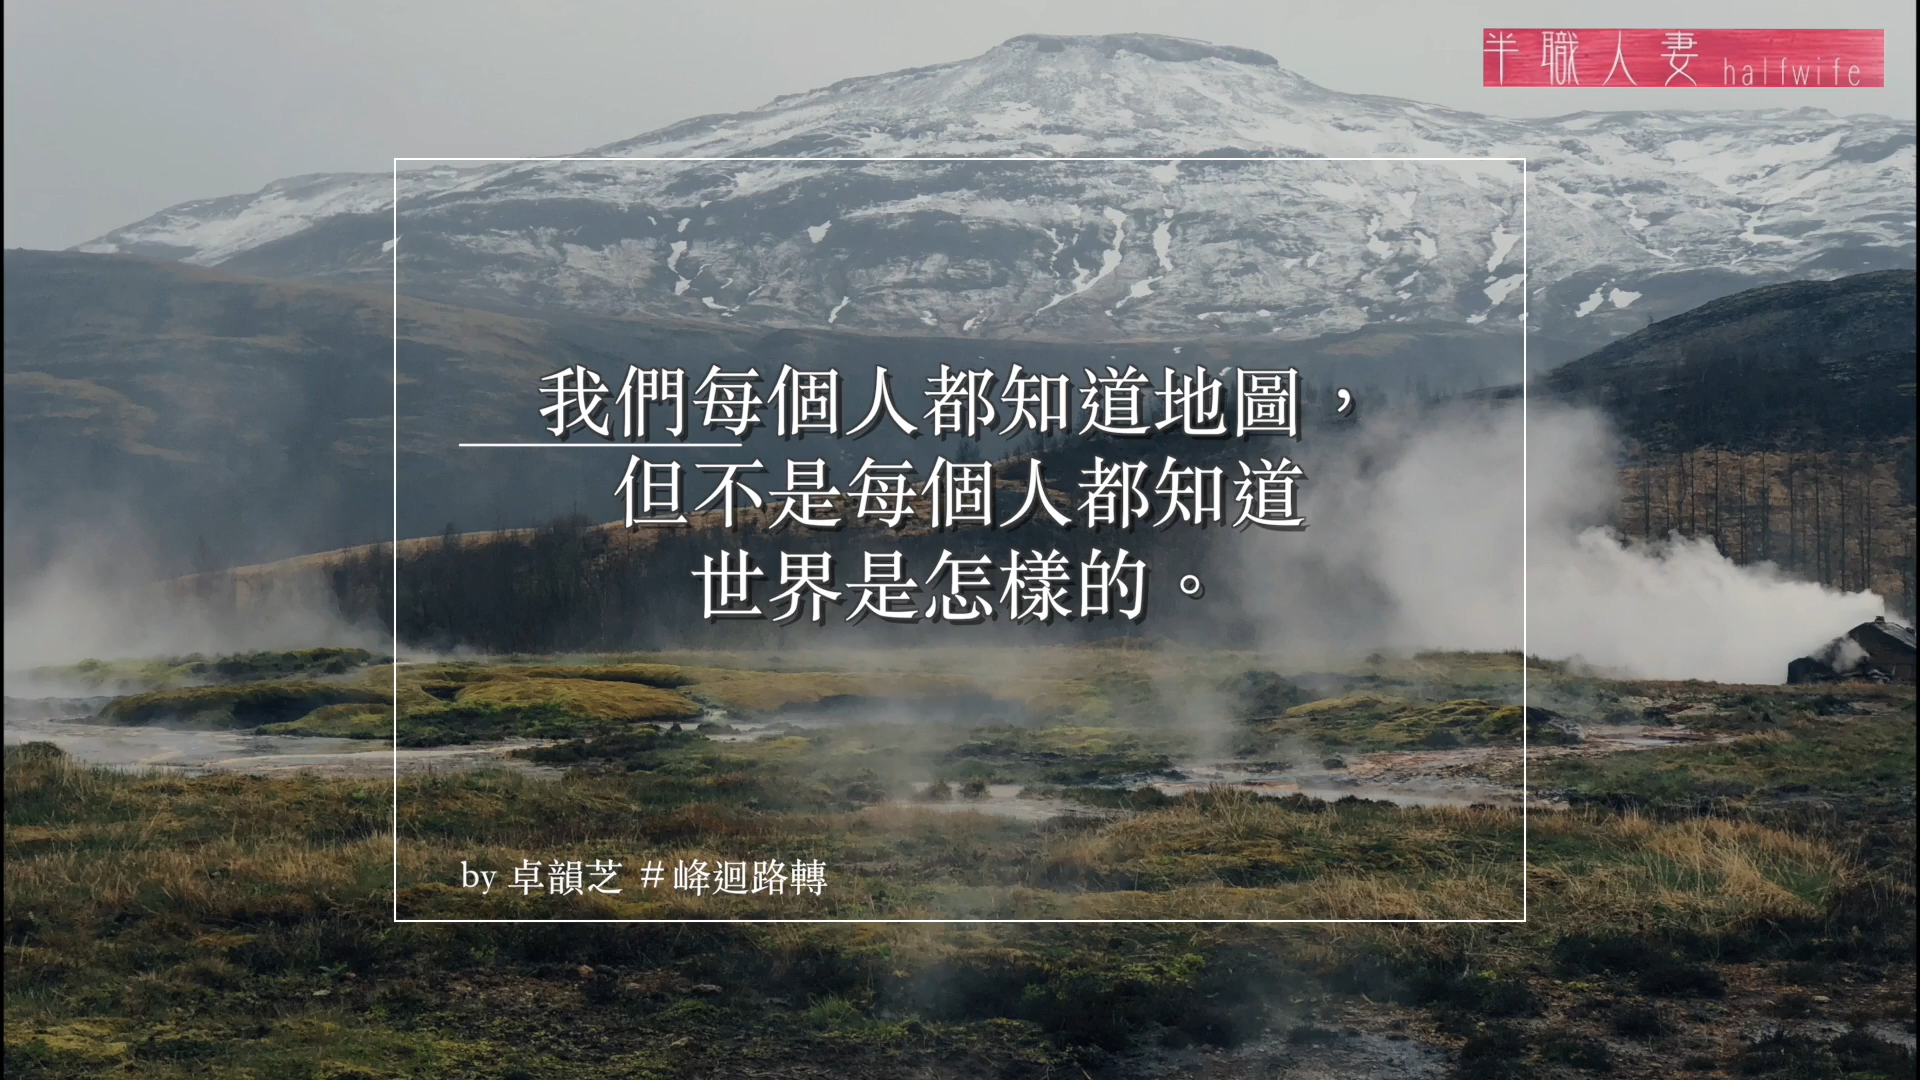 半職人妻 halfwife
我們每個人都知道地圖，
但不是每個人都知道
世界是怎樣的。
by 卓韻芝 #峰迴路轉